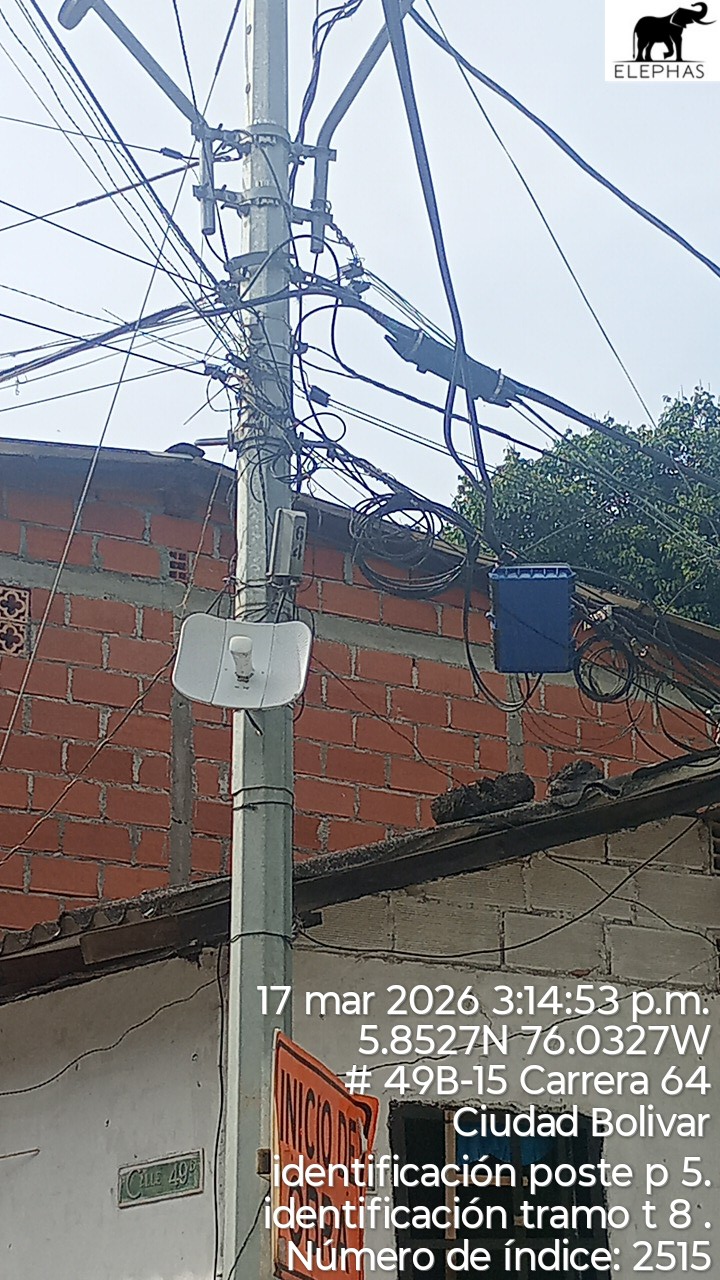 ELEPHAS
64
CALLE 49B
INICIO DE
OBRA
17 mar 2026 3:14:53 p.m.
5.8527N 76.0327W
# 49B-15 Carrera 64
Ciudad Bolivar
identificación poste p 5.
identificación tramo t 8 .
Número de índice: 2515